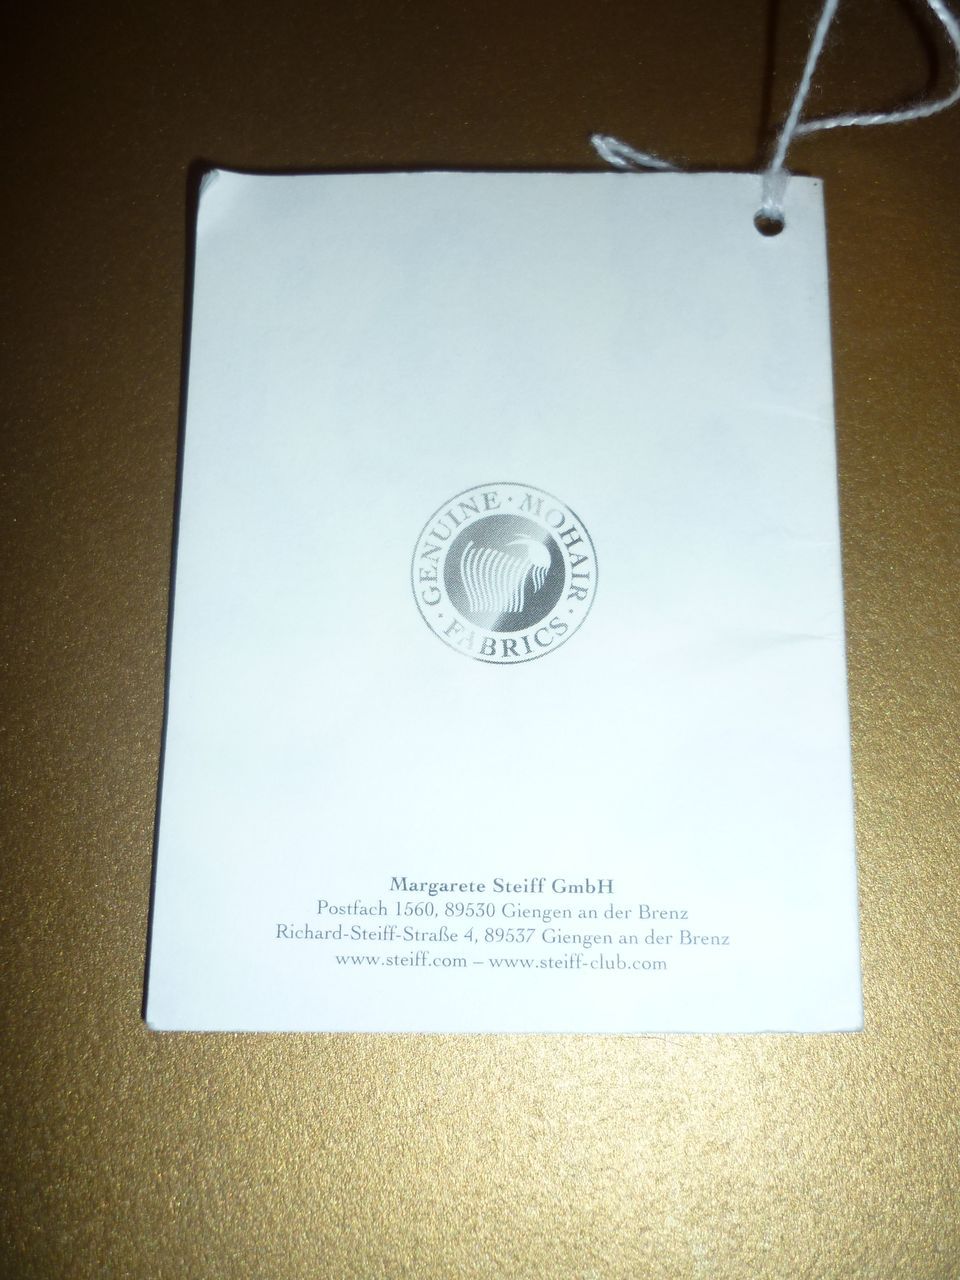 GENUINE · MOHAIR · FABRICS ·
Margarete Steiff GmbH
Postfach 1560, 89530 Giengen an der Brenz
Richard-Steiff-Straße 4, 89537 Giengen an der Brenz
www.steiff.com – www.steiff-club.com